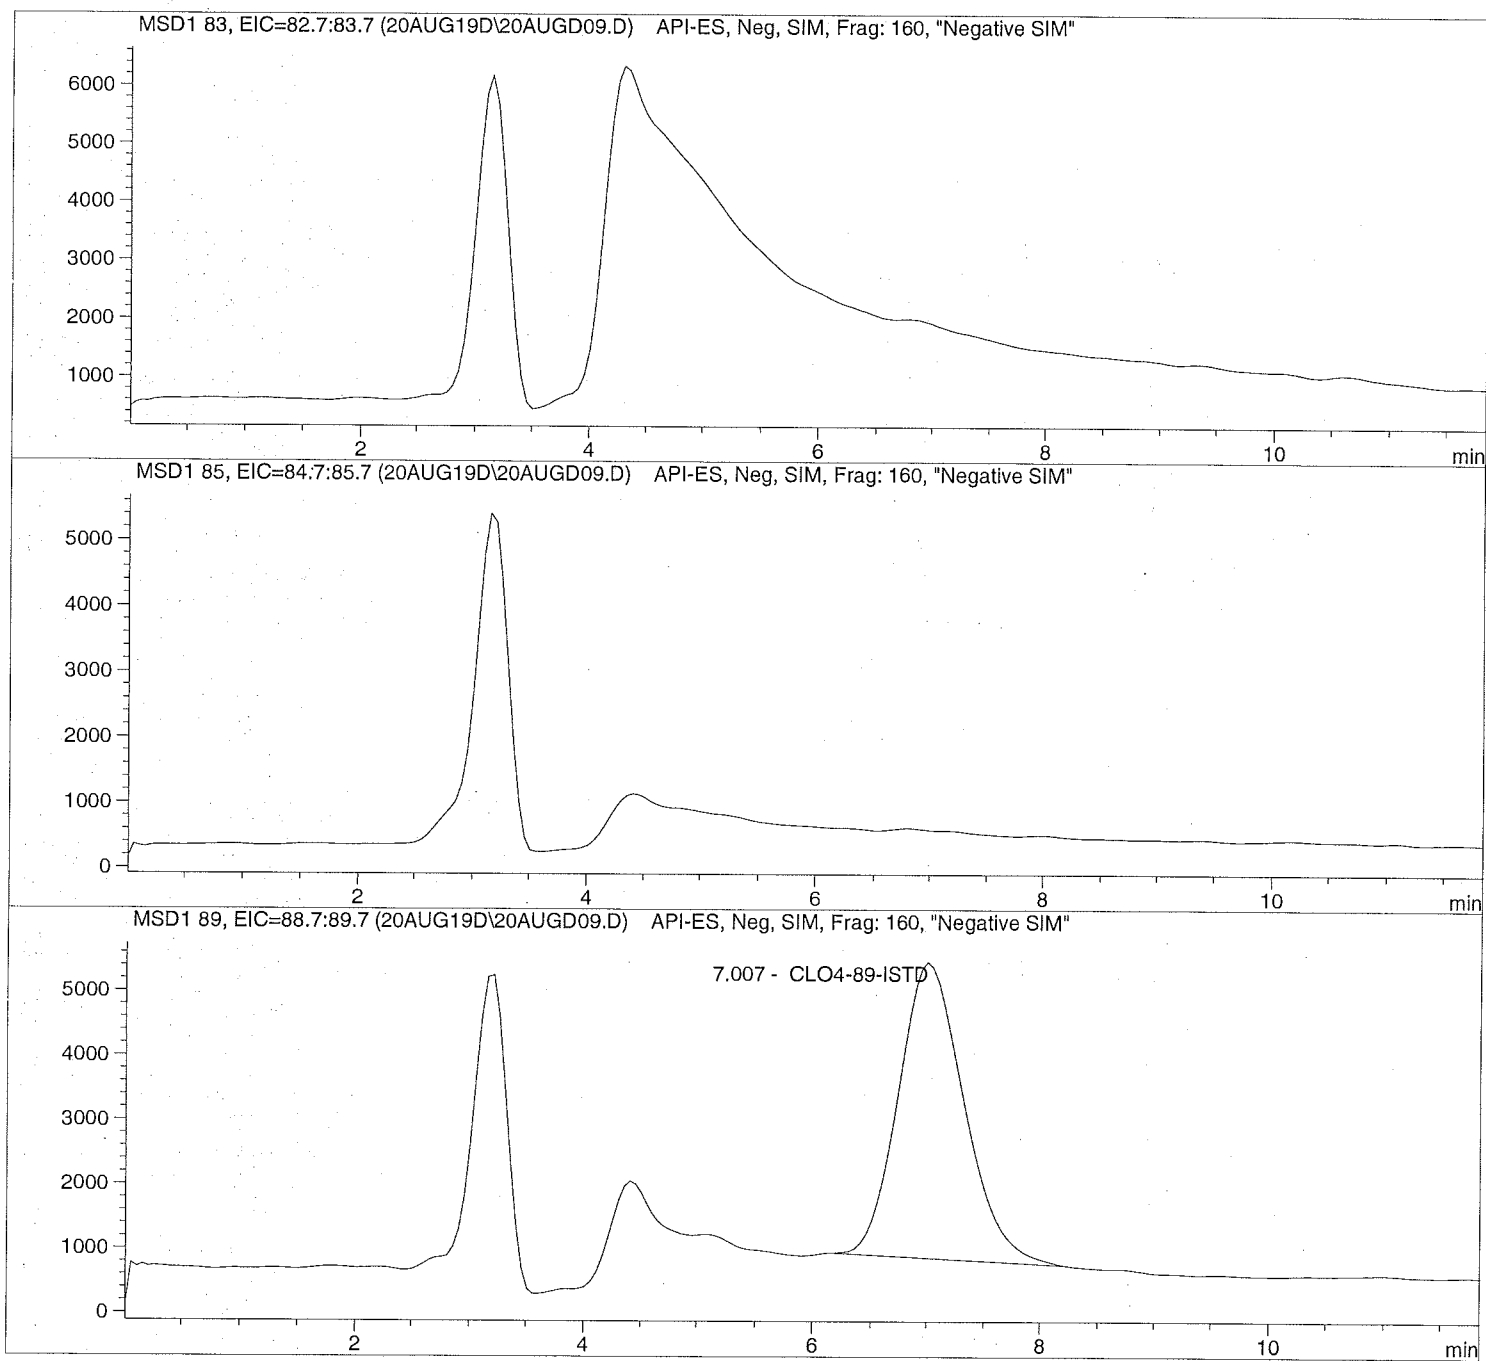 MSD1 83, EIC=82.7:83.7 (20AUG19D\20AUGD09.D) API-ES, Neg, SIM, Frag: 160, "Negative SIM"
6000
5000
4000
3000
2000
1000
2 4 6 8 10 min
MSD1 85, EIC=84.7:85.7 (20AUG19D\20AUGD09.D) API-ES, Neg, SIM, Frag: 160, "Negative SIM"
5000
4000
3000
2000
1000
0
2 4 6 8 10 min
MSD1 89, EIC=88.7:89.7 (20AUG19D\20AUGD09.D) API-ES, Neg, SIM, Frag: 160, "Negative SIM"
7.007 - CLO4-89-ISTD
5000
4000
3000
2000
1000
0
2 4 6 8 10 min